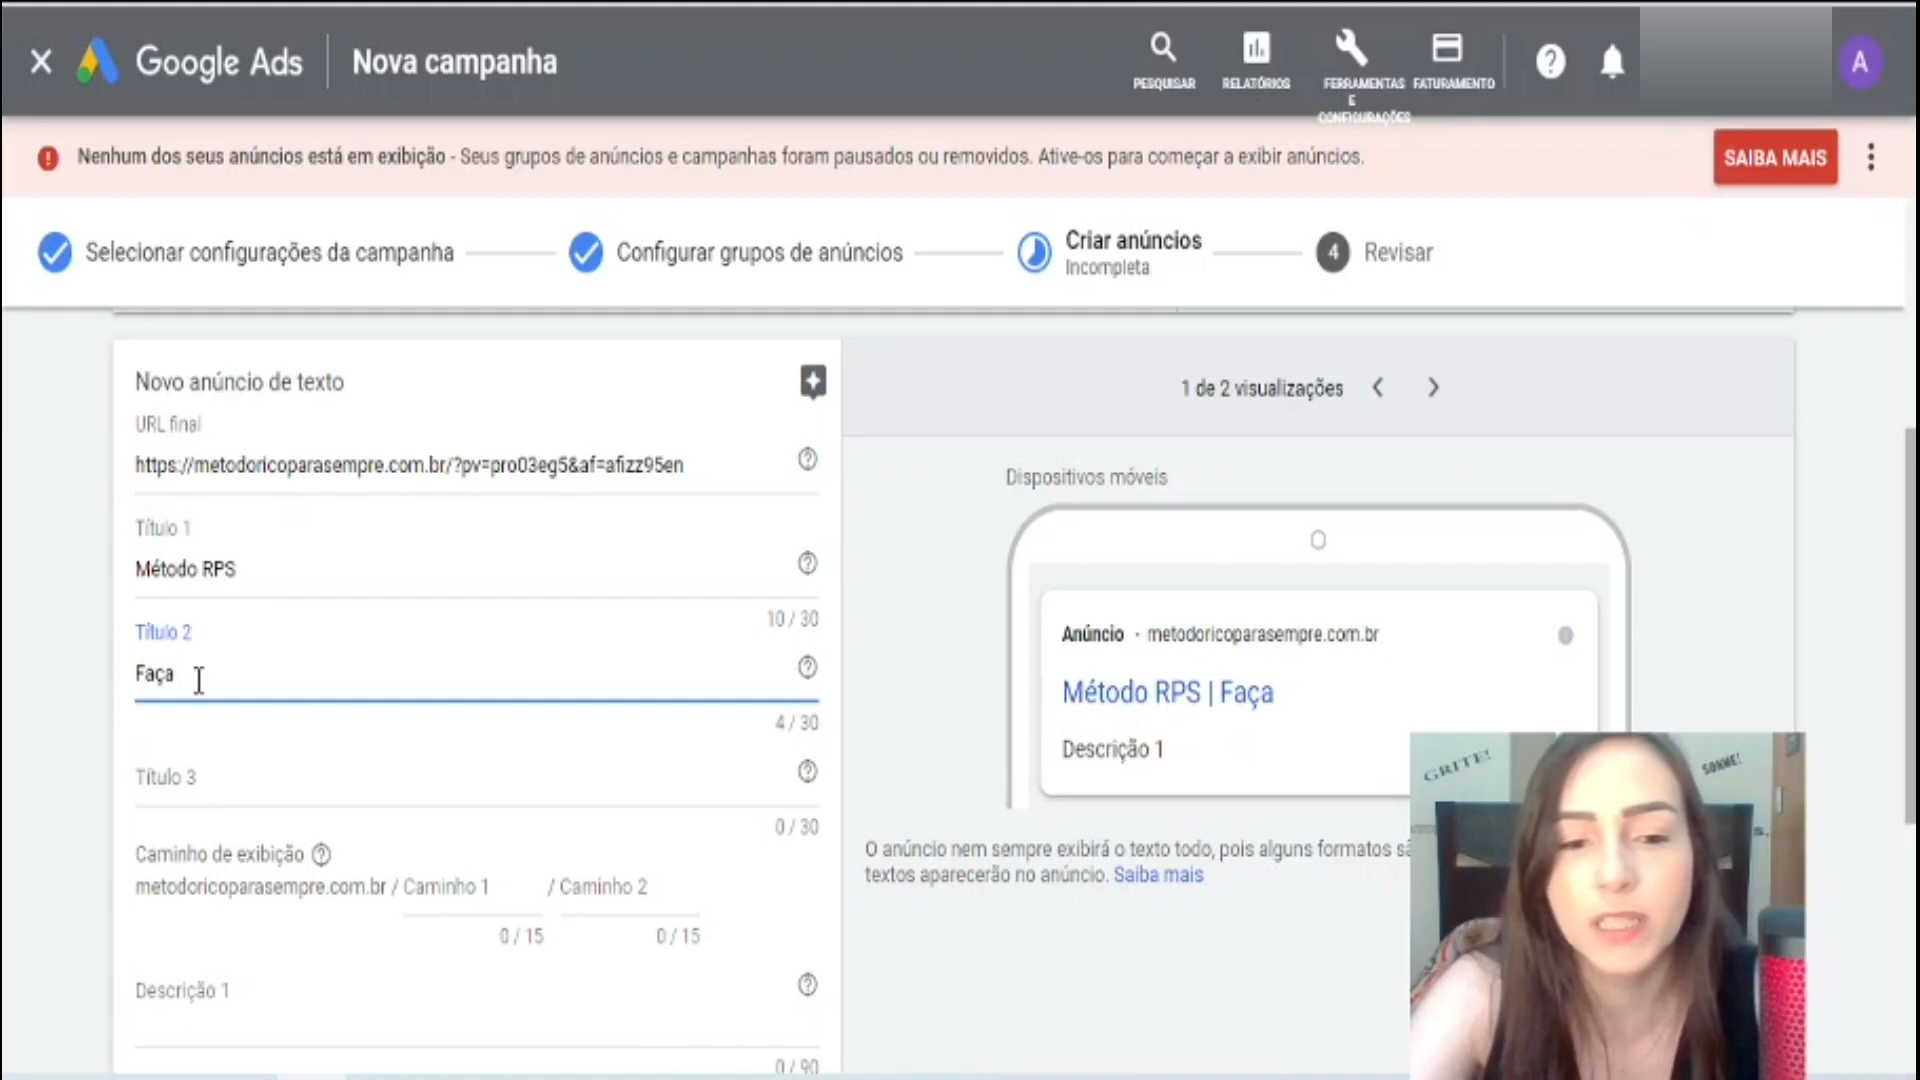 Google Ads
Nova campanha
PESQUISAR
RELATÓRIOS
FERRAMENTAS
E
CONFIGURAÇÕES
FATURAMENTO
A
Nenhum dos seus anúncios está em exibição - Seus grupos de anúncios e campanhas foram pausados ou removidos. Ative-os para começar a exibir anúncios.
SAIBA MAIS
Selecionar configurações da campanha
Configurar grupos de anúncios
Criar anúncios
Incompleta
4 Revisar
Novo anúncio de texto
URL final
https://metodoricoparasempre.com.br/?pv=pro03eg5&af=afizz95en
Título 1
Método RPS
10 / 30
Título 2
Faça
4 / 30
Título 3
0 / 30
Caminho de exibição
metodoricoparasempre.com.br / Caminho 1 / Caminho 2
0 / 15 0 / 15
Descrição 1
0 / 90
1 de 2 visualizações
Dispositivos móveis
Anúncio · metodoricoparasempre.com.br
Método RPS | Faça
Descrição 1
O anúncio nem sempre exibirá o texto todo, pois alguns formatos
textos aparecerão no anúncio. Saiba mais
GRITE!
SONHE!